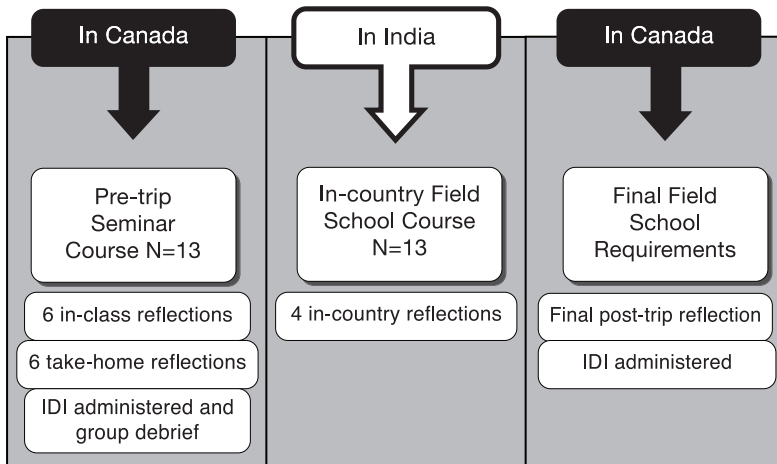 In Canada
Pre-trip
Seminar
Course N=13
6 in-class reflections
6 take-home reflections
IDI administered and
group debrief
In India
In-country Field
School Course
N=13
4 in-country reflections
In Canada
Final Field
School
Requirements
Final post-trip reflection
IDI administered